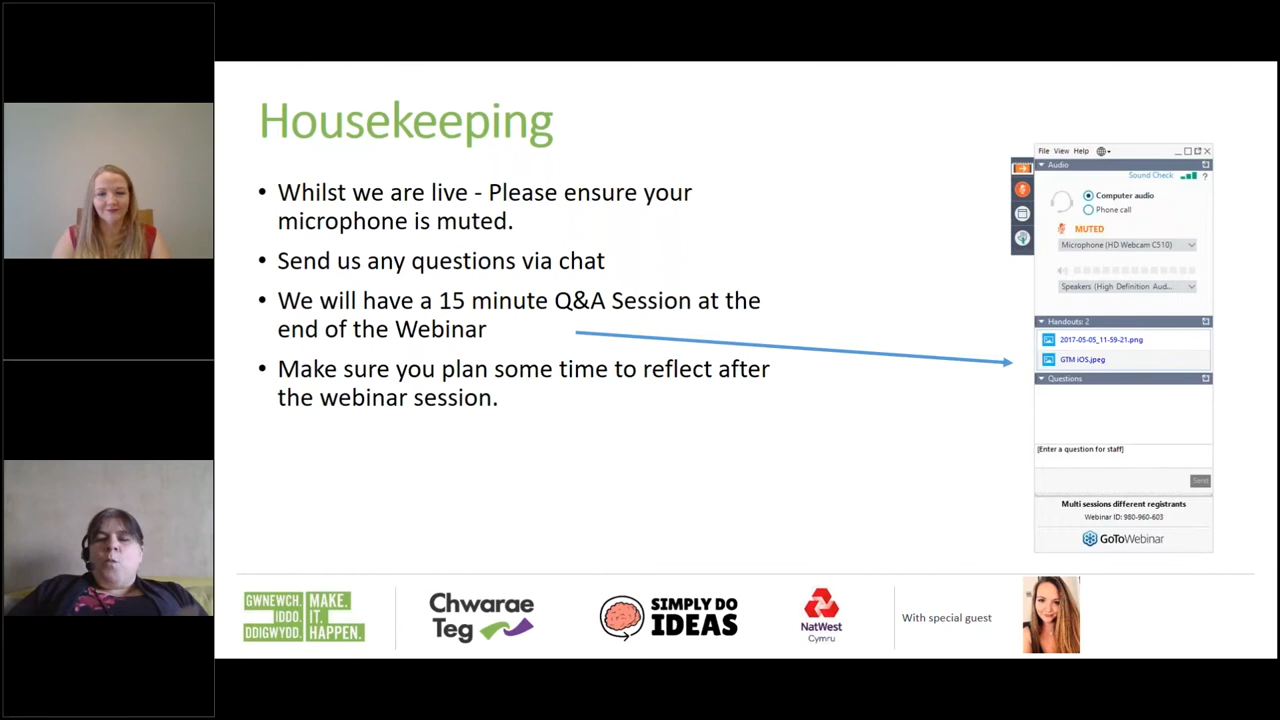 Housekeeping
• Whilst we are live - Please ensure your
microphone is muted.
• Send us any questions via chat
• We will have a 15 minute Q&A Session at the
end of the Webinar
• Make sure you plan some time to reflect after
the webinar session.
File View Help
Audio
Sound Check ?
Computer audio
Phone call
MUTED
Microphone (HD Webcam C510)
Speakers (High Definition Aud...
Handouts: 2
2017-05-05_11-59-21.png
GTM iOS.jpeg
Questions
[Enter a question for staff]
Send
Multi sessions different registrants
Webinar ID: 980-960-603
GoToWebinar
GWNEWCH.
IDDO.
DDIGWYDD.
MAKE.
IT.
HAPPEN.
Chwarae
Teg
SIMPLY DO
IDEAS
NatWest
Cymru
With special guest